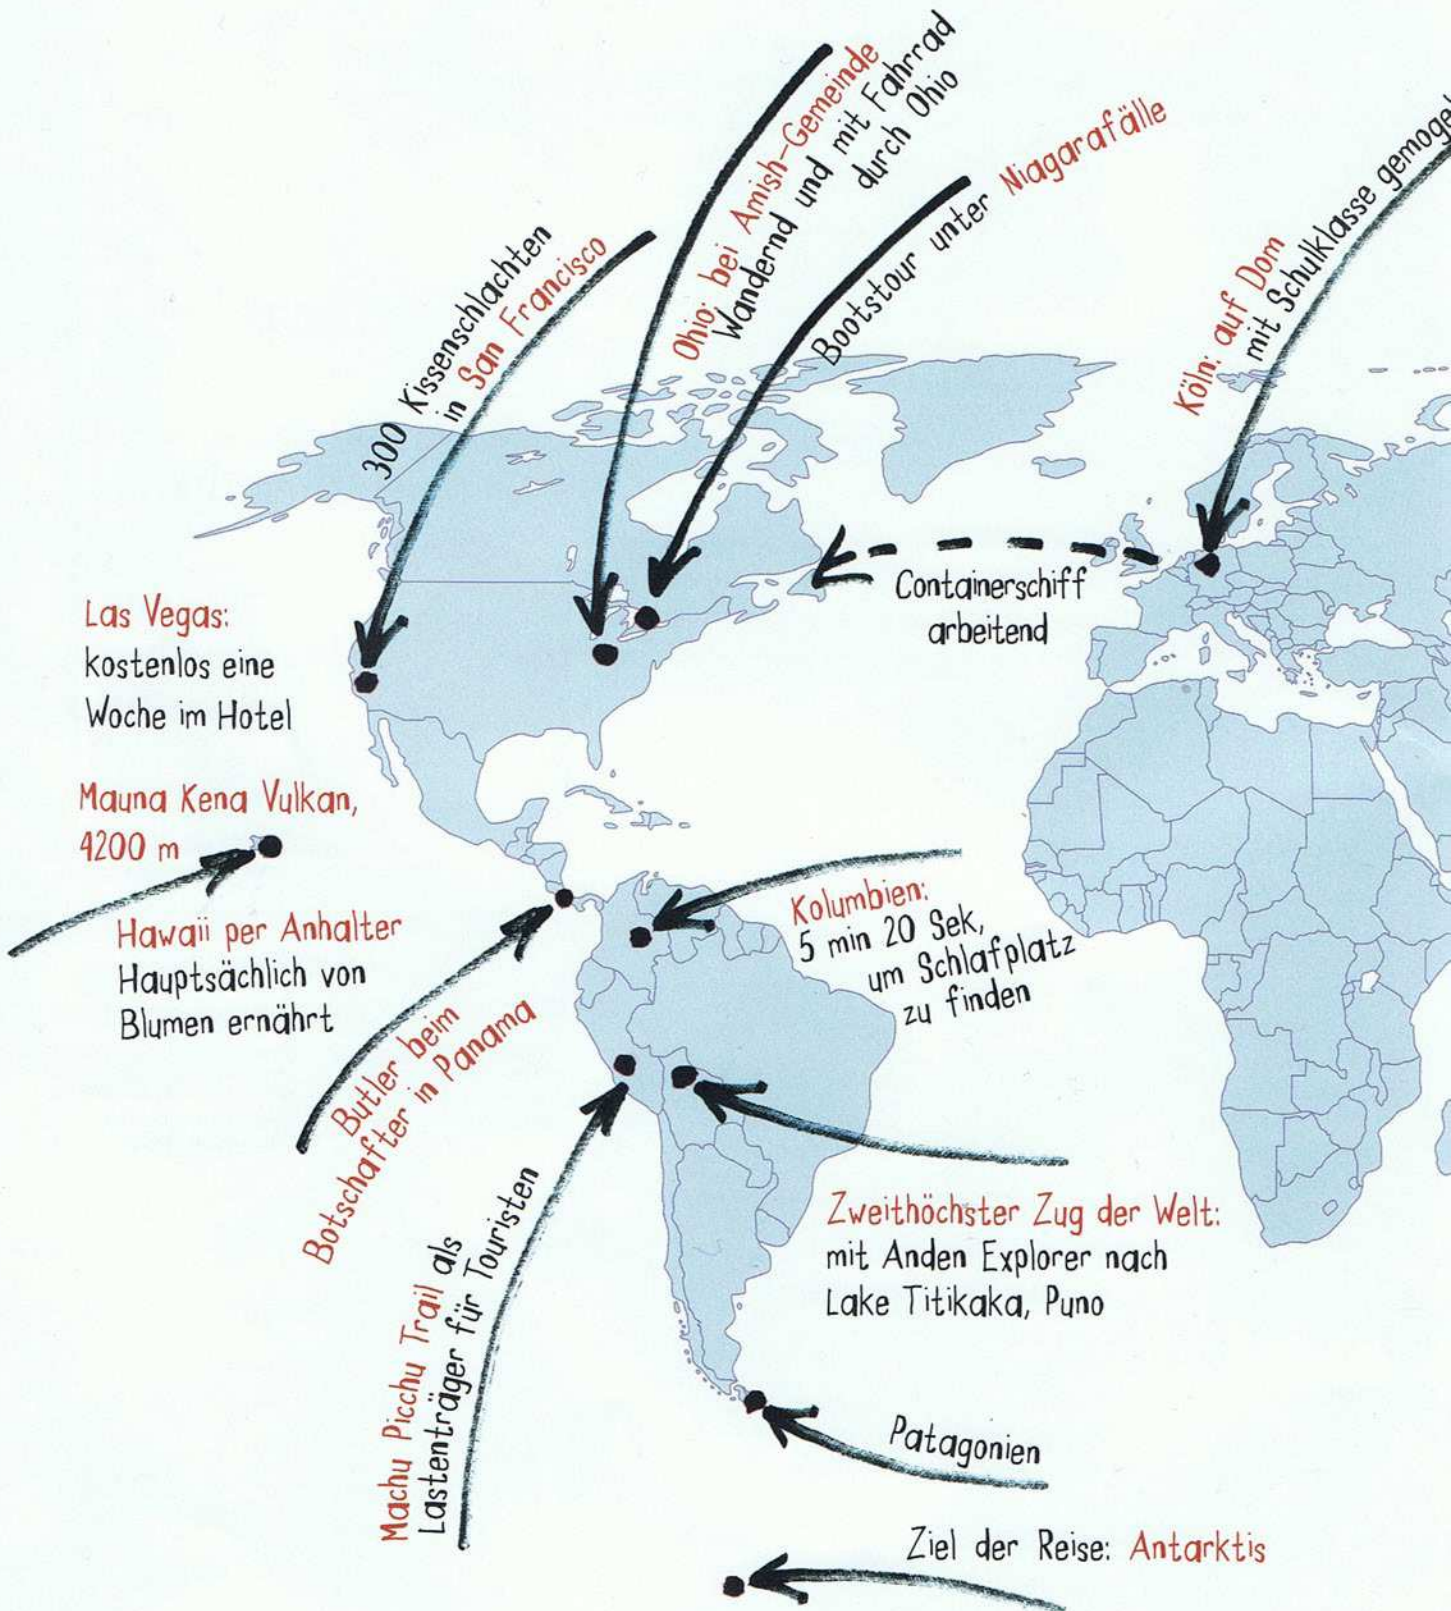 300 Kissenschlachten
in San Francisco
Ohio: bei Amish-Gemeinde
Wandernd und mit Fahrrad
durch Ohio
Bootstour unter Niagarafälle
Köln: auf Dom
mit Schulklasse gemogel
Containerschiff
arbeitend
Las Vegas:
kostenlos eine
Woche im Hotel
Mauna Kena Vulkan,
4200 m
Hawaii per Anhalter
Hauptsächlich von
Blumen ernährt
Kolumbien:
5 min 20 Sek,
um Schlafplatz
zu finden
Butler beim
Botschafter in Panama
Machu Picchu Trail als
Lastenträger für Touristen
Zweithöchster Zug der Welt:
mit Anden Explorer nach
Lake Titikaka, Puno
Patagonien
Ziel der Reise: Antarktis